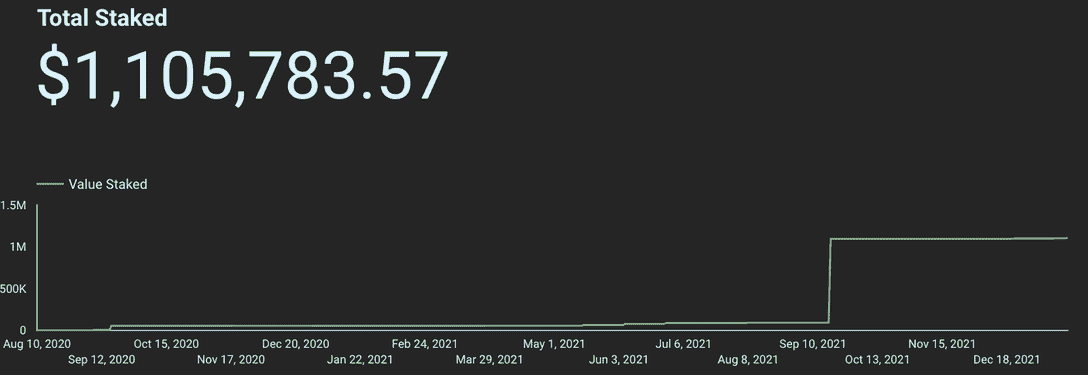 Total Staked
$1,105,783.57
Value Staked
1.5M
1M
500K
0
Aug 10, 2020 Oct 15, 2020 Dec 20, 2020 Feb 24, 2021 May 1, 2021 Jul 6, 2021 Sep 10, 2021 Nov 15, 2021
Sep 12, 2020 Nov 17, 2020 Jan 22, 2021 Mar 29, 2021 Jun 3, 2021 Aug 8, 2021 Oct 13, 2021 Dec 18, 2021